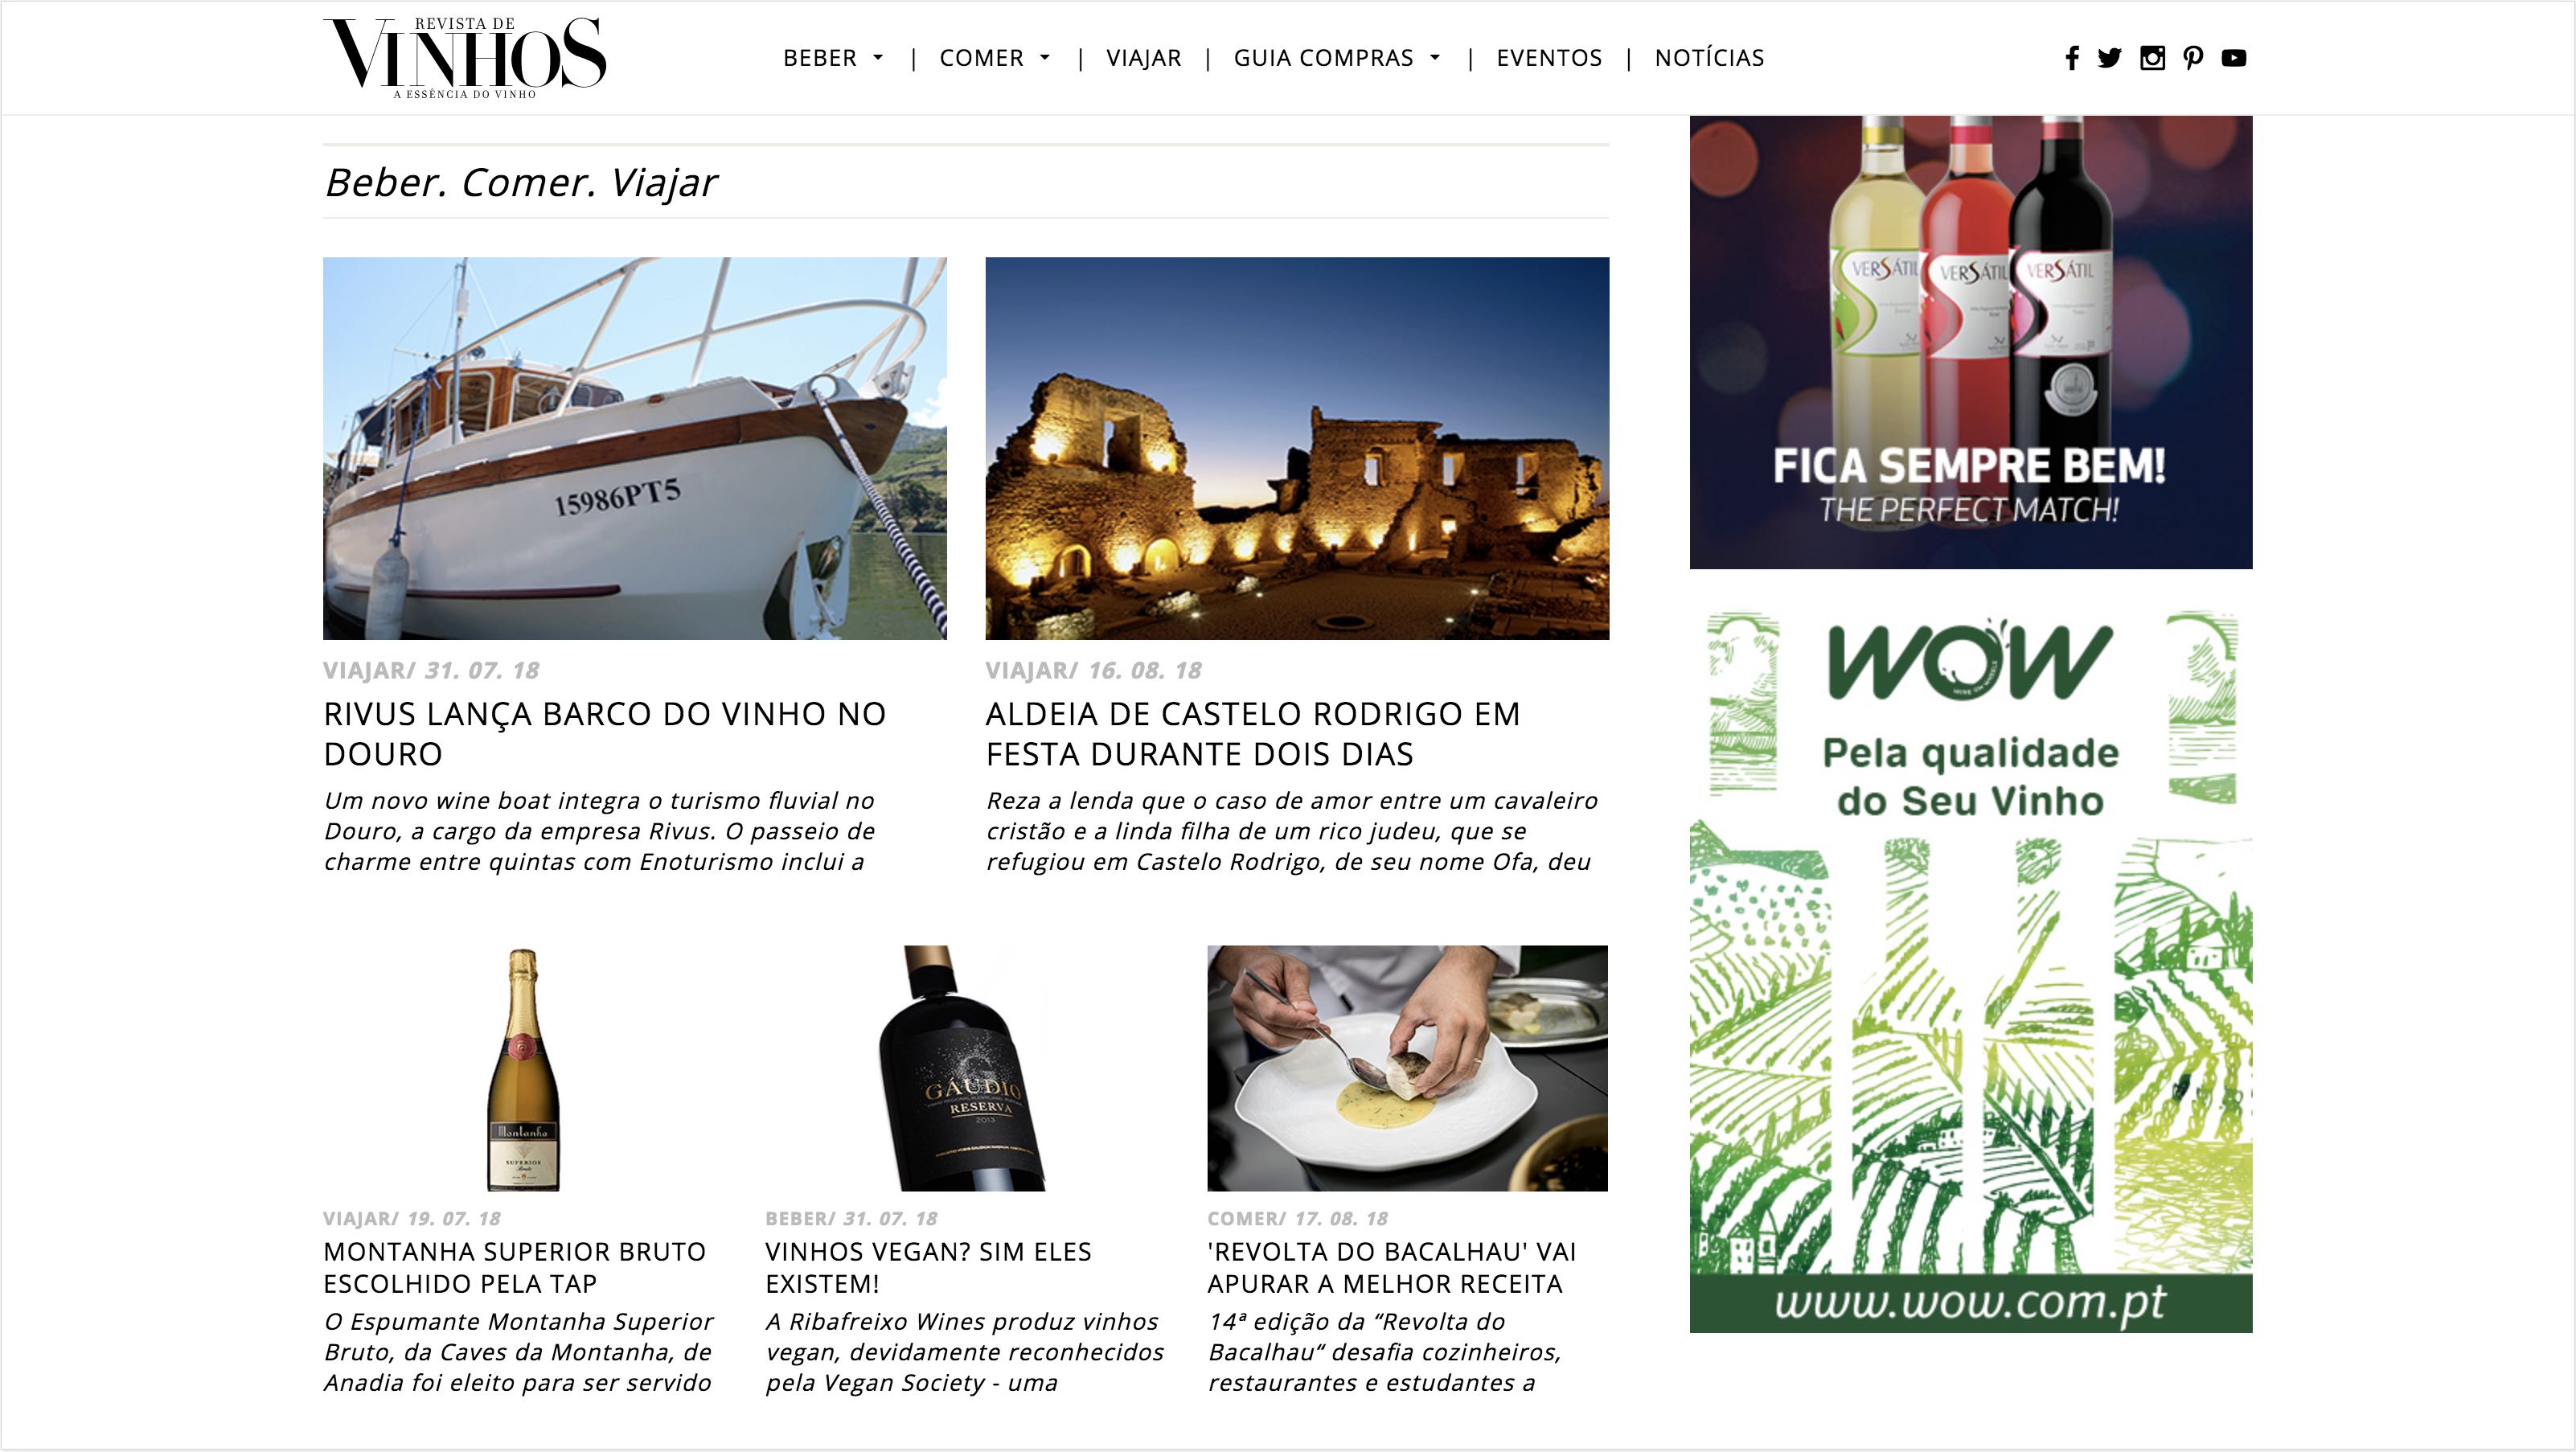 REVISTA DE
VINHOS
A ESSÊNCIA DO VINHO
BEBER | COMER | VIAJAR | GUIA COMPRAS | EVENTOS | NOTÍCIAS
Beber. Comer. Viajar
15986PT5
VIAJAR/ 31. 07. 18
RIVUS LANÇA BARCO DO VINHO NO
DOURO
Um novo wine boat integra o turismo fluvial no
Douro, a cargo da empresa Rivus. O passeio de
charme entre quintas com Enoturismo inclui a
VIAJAR/ 16. 08. 18
ALDEIA DE CASTELO RODRIGO EM
FESTA DURANTE DOIS DIAS
Reza a lenda que o caso de amor entre um cavaleiro
cristão e a linda filha de um rico judeu, que se
refugiou em Castelo Rodrigo, de seu nome Ofa, deu
Montanha
SUPERIOR
Bruto
VIAJAR/ 19. 07. 18
MONTANHA SUPERIOR BRUTO
ESCOLHIDO PELA TAP
O Espumante Montanha Superior
Bruto, da Caves da Montanha, de
Anadia foi eleito para ser servido
GÁUDIO
RESERVA
2013
BEBER/ 31. 07. 18
VINHOS VEGAN? SIM ELES
EXISTEM!
A Ribafreixo Wines produz vinhos
vegan, devidamente reconhecidos
pela Vegan Society - uma
COMER/ 17. 08. 18
'REVOLTA DO BACALHAU' VAI
APURAR A MELHOR RECEITA
14ª edição da “Revolta do
Bacalhau“ desafia cozinheiros,
restaurantes e estudantes a
VERSÁTIL VERSÁTIL VERSÁTIL
FICA SEMPRE BEM!
THE PERFECT MATCH!
WOW
WINE ON WHEELS
Pela qualidade
do Seu Vinho
www.wow.com.pt